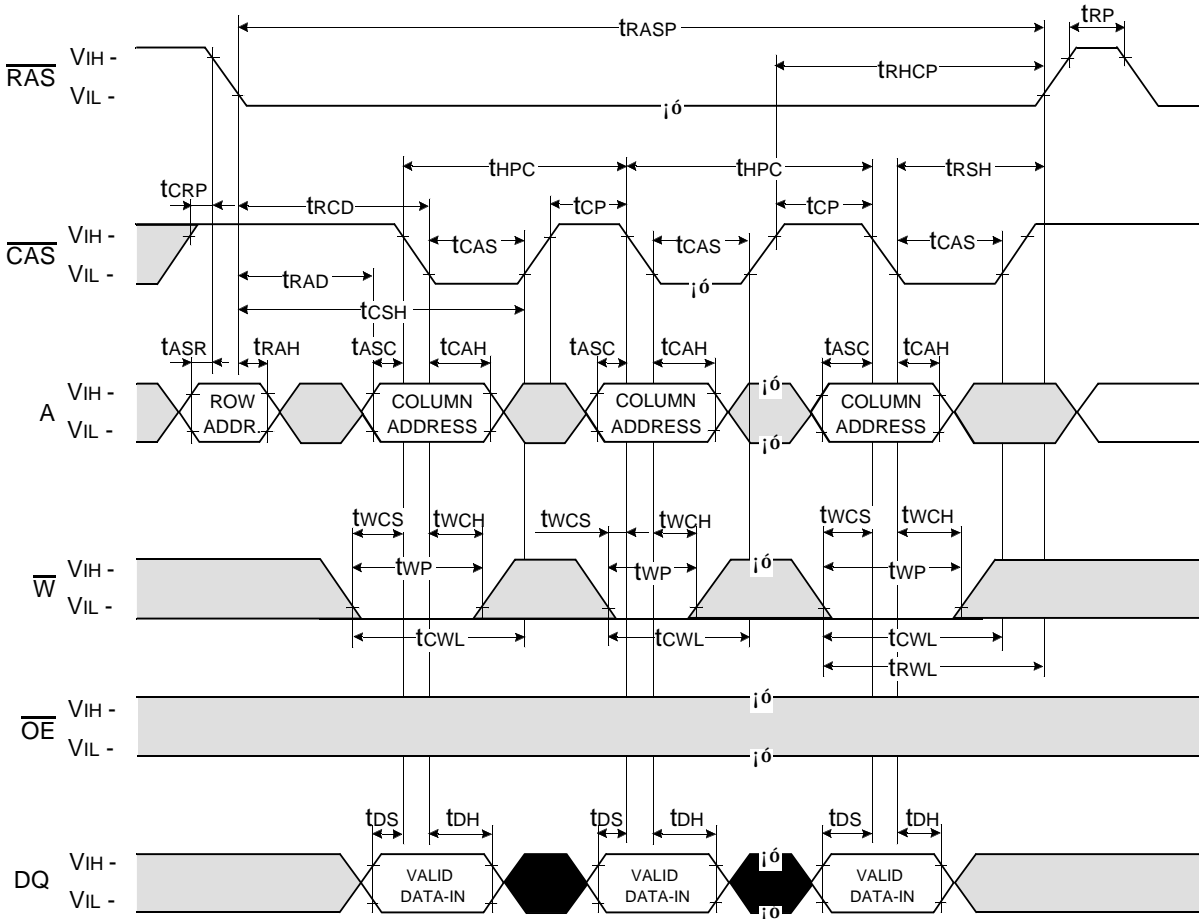 tRASP
tRP
RAS
VIH -
VIL -
tRHCP
¡ó
tHPC
tHPC
tRSH
tCRP
tRCD
tCP
tCP
CAS
VIH -
VIL -
tCAS
tCAS
tCAS
tRAD
¡ó
tCSH
tASR
tRAH
tASC
tCAH
tASC
tCAH
tASC
tCAH
A
VIH -
VIL -
ROW
ADDR.
COLUMN
ADDRESS
COLUMN
ADDRESS
¡ó
¡ó
COLUMN
ADDRESS
tWCS
tWCH
tWCS
tWCH
tWCS
tWCH
W
VIH -
VIL -
tWP
tWP
¡ó
tWP
tCWL
tCWL
tCWL
tRWL
OE
VIH -
VIL -
¡ó
¡ó
tDS
tDH
tDS
tDH
tDS
tDH
DQ
VIH -
VIL -
VALID
DATA-IN
VALID
DATA-IN
¡ó
¡ó
VALID
DATA-IN